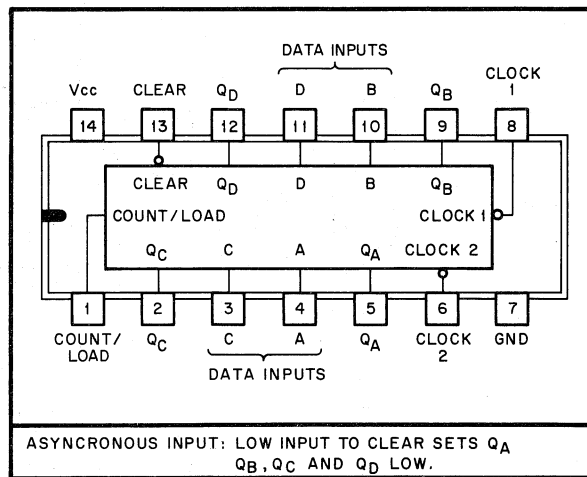 DATA INPUTS
Vcc CLEAR QD D B QB CLOCK 1
14 13 12 11 10 9 8
CLEAR QD D B QB
COUNT/LOAD CLOCK 1
QC C A QA CLOCK 2
1 2 3 4 5 6 7
COUNT/ LOAD QC C A QA CLOCK 2 GND
DATA INPUTS
ASYNCRONOUS INPUT: LOW INPUT TO CLEAR SETS QA
QB, QC AND QD LOW.